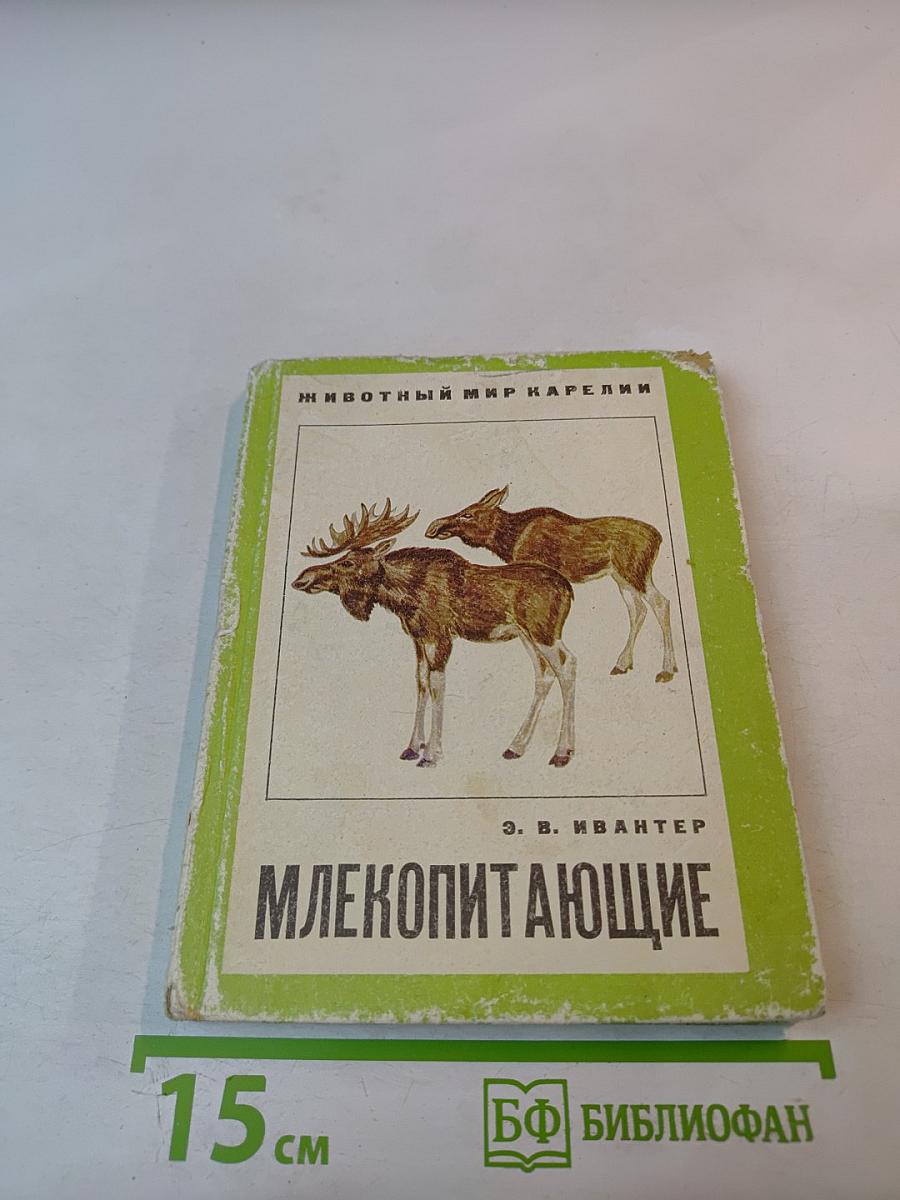 ЖИВОТНЫЙ МИР КАРЕЛИИ
Э. В. ИВАНТЕР
МЛЕКОПИТАЮЩИЕ
15 см
БФ БИБЛИОФАН